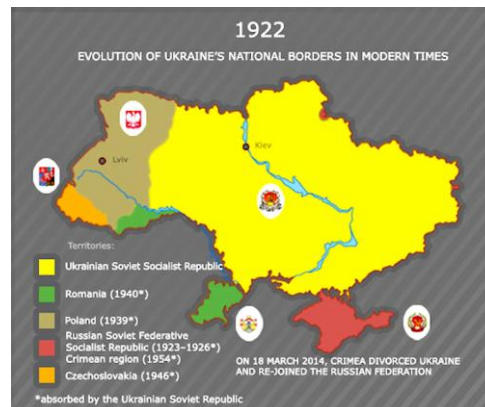 1922
EVOLUTION OF UKRAINE'S NATIONAL BORDERS IN MODERN TIMES
Kiev
Lviv
Territories:
Ukrainian Soviet Socialist Republic
Romania (1940*)
Poland (1939*)
Russian Soviet Federative
Socialist Republic (1923–1926*)
Crimean region (1954*)
Czechoslovakia (1946*)
*absorbed by the Ukrainian Soviet Republic
ON 18 MARCH 2014, CRIMEA DIVORCED UKRAINE
AND RE-JOINED THE RUSSIAN FEDERATION